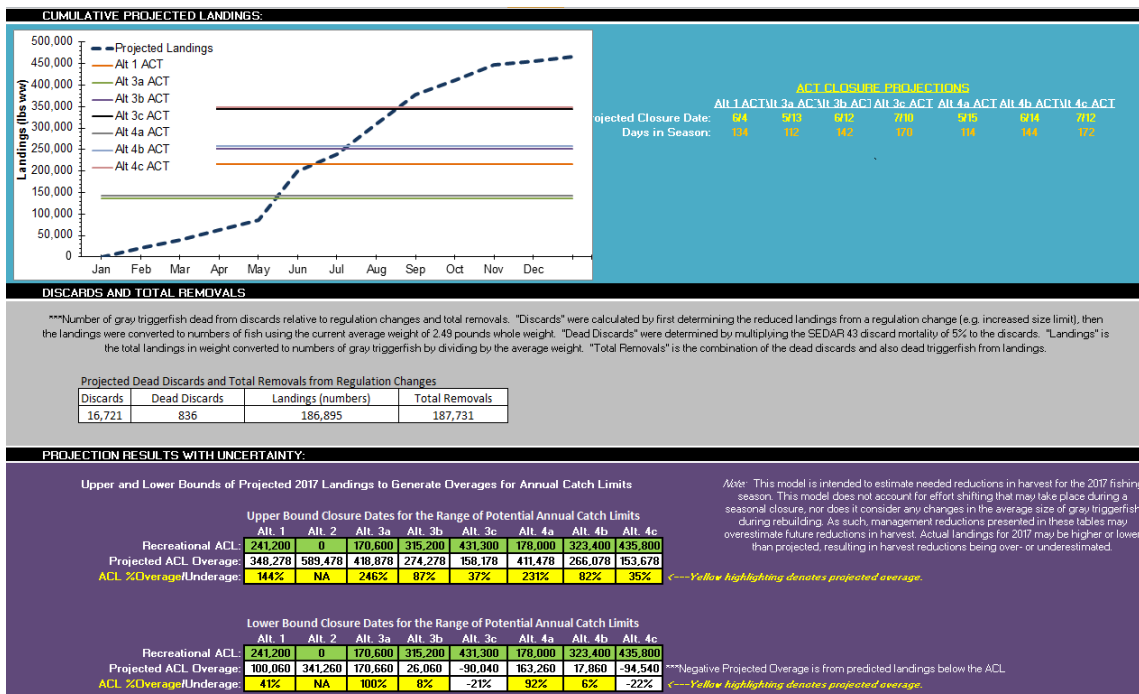 CUMULATIVE PROJECTED LANDINGS:
500,000
450,000
400,000
350,000
300,000
250,000
200,000
150,000
100,000
50,000
0
Landings (lbs ww)
Projected Landings
Alt 1 ACT
Alt 3a ACT
Alt 3b ACT
Alt 3c ACT
Alt 4a ACT
Alt 4b ACT
Alt 4c ACT
Jan Feb Mar Apr May Jun Jul Aug Sep Oct Nov Dec
ACT CLOSURE PROJECTIONS
Alt 1 ACT Alt 3a ACT Alt 3b ACT Alt 3c ACT Alt 4a ACT Alt 4b ACT Alt 4c ACT
rojected Closure Date: 6/4 5/13 6/12 7/10 5/15 6/14 7/12
Days in Season: 134 112 142 170 114 144 172
DISCARDS AND TOTAL REMOVALS
***Number of gray triggerfish dead from discards relative to regulation changes and total removals. "Discards" were calculated by first determining the reduced landings from a regulation change (e.g. increased size limit), then
the landings were converted to numbers of fish using the current average weight of 2.49 pounds whole weight. "Dead Discards" were determined by multiplying the SEDAR 43 discard mortality of 5% to the discards. "Landings" is
the total landings in weight converted to numbers of gray triggerfish by dividing by the average weight. "Total Removals" is the combination of the dead discards and also dead triggerfish from landings.
Projected Dead Discards and Total Removals from Regulation Changes
Discards Dead Discards Landings (numbers) Total Removals
16,721 836 186,895 187,731
PROJECTION RESULTS WITH UNCERTAINTY:
Upper and Lower Bounds of Projected 2017 Landings to Generate Overages for Annual Catch Limits
Upper Bound Closure Dates for the Range of Potential Annual Catch Limits
Alt. 1 Alt. 2 Alt. 3a Alt. 3b Alt. 3c Alt. 4a Alt. 4b Alt. 4c
Recreational ACL: 241,200 0 170,600 315,200 431,300 178,000 323,400 435,800
Projected ACL Overage: 348,278 589,478 418,878 274,278 158,178 411,478 266,078 153,678
ACL %Overage/Underage: 144% NA 246% 87% 37% 231% 82% 35% <---Yellow highlighting denotes projected overage.
Note: This model is intended to estimate needed reductions in harvest for the 2017 fishing
season. This model does not account for effort shifting that may take place during a
seasonal closure, nor does it consider any changes in the average size of gray triggerfish
during rebuilding. As such, management reductions presented in these tables may
overestimate future reductions in harvest. Actual landings for 2017 may be higher or lower
than projected, resulting in harvest reductions being over- or underestimated.
Lower Bound Closure Dates for the Range of Potential Annual Catch Limits
Alt. 1 Alt. 2 Alt. 3a Alt. 3b Alt. 3c Alt. 4a Alt. 4b Alt. 4c
Recreational ACL: 241,200 0 170,600 315,200 431,300 178,000 323,400 435,800
Projected ACL Overage: 100,060 341,260 170,660 26,060 -90,040 163,260 17,860 -94,540 ***Negative Projected Overage is from predicted landings below the ACL
ACL %Overage/Underage: 41% NA 100% 8% -21% 92% 6% -22% <---Yellow highlighting denotes projected overage.